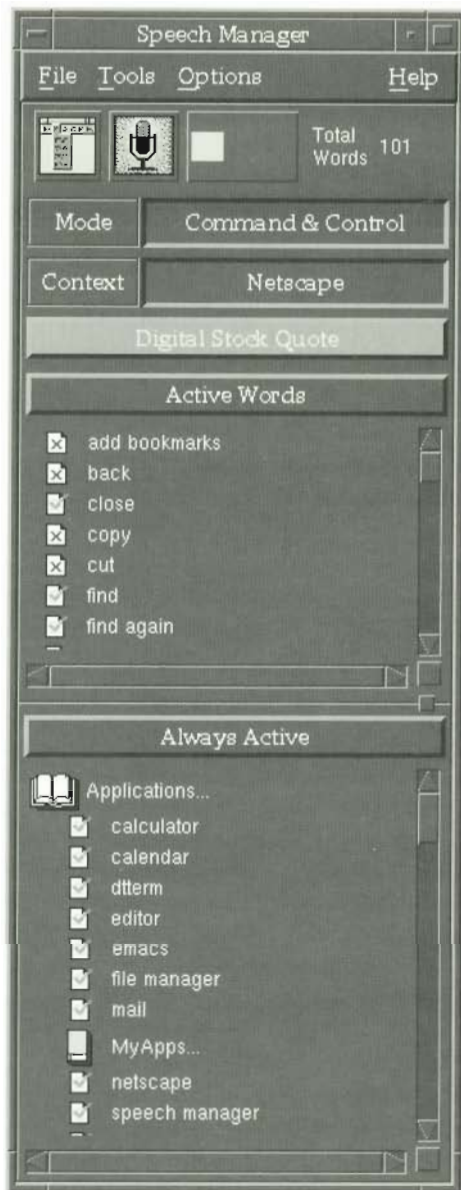 Speech Manager
File Tools Options Help
Total
Words 101
Mode Command & Control
Context Netscape
Digital Stock Quote
Active Words
add bookmarks
back
close
copy
cut
find
find again
Always Active
Applications...
calculator
calendar
dtterm
editor
emacs
file manager
mail
MyApps...
netscape
speech manager